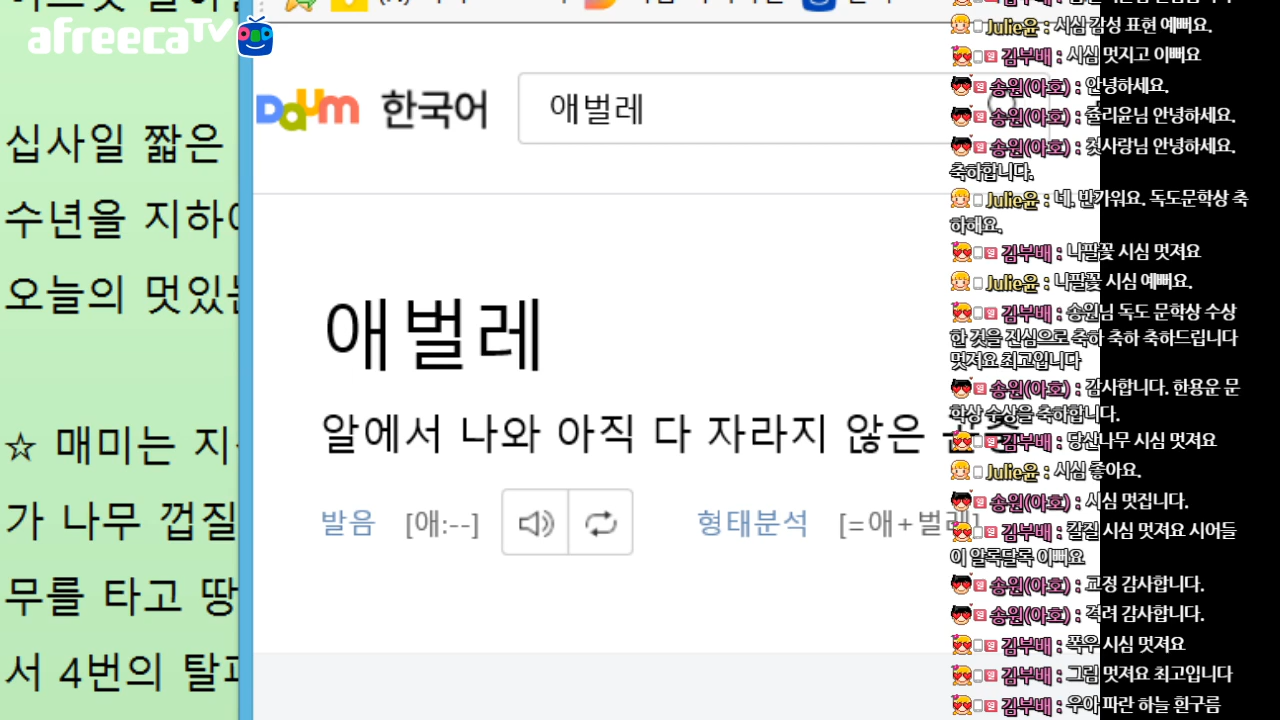 afreecaTV
십사일 짧은
수년을 지하
오늘의 멋있
☆ 매미는 지
가 나무 껍질
무를 타고 땅
서 4번의 탈
Daum 한국어
애벌레
애벌레
알에서 나와 아직 다 자라지 않은
발음 [애:--]
형태분석 [=애+벌레]
Julie윤 : 시심 감성 표현 예뻐요.
김부배 : 시심 멋지고 이뻐요
송원(아호) : 안녕하세요.
송원(아호) : 쥴리윤님 안녕하세요.
송원(아호) : 첫사랑님 안녕하세요.
축하합니다.
Julie윤 : 네. 반가워요. 독도문학상 축
하해요.
김부배 : 나팔꽃 시심 멋져요
Julie윤 : 나팔꽃 시심 예뻐요.
김부배 : 송원님 독도 문학상 수상
한 것을 진심으로 축하 축하 축하드립니다
멋져요 최고입니다
송원(아호) : 감사합니다. 한용운 문
학상 수상을 축하합니다.
김부배 : 당산나무 시심 멋져요
Julie윤 : 시심 좋아요.
송원(아호) : 시심 멋집니다.
김부배 : 칼질 시심 멋져요 시어들
이 알록달록 이뻐요
송원(아호) : 교정 감사합니다.
송원(아호) : 격려 감사합니다.
김부배 : 폭우 시심 멋져요
김부배 : 그림 멋져요 최고입니다
김부배 : 우아 파란 하늘 흰구름